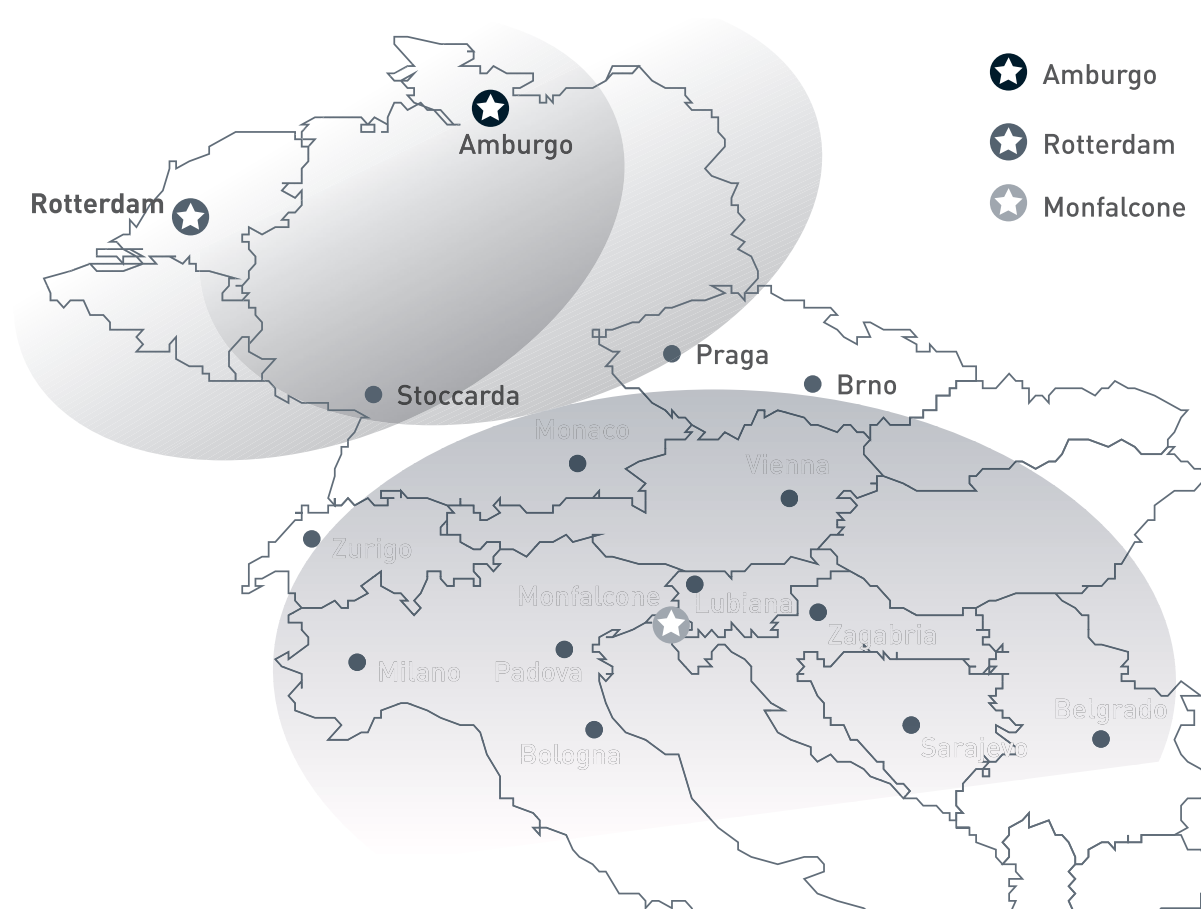 Amburgo
Amburgo
Rotterdam
Rotterdam
Monfalcone
Praga
Brno
Stoccarda
Monaco
Vienna
Zurigo
Monfalcone
Lubiana
Zagabria
Milano
Padova
Belgrado
Sarajevo
Bologna